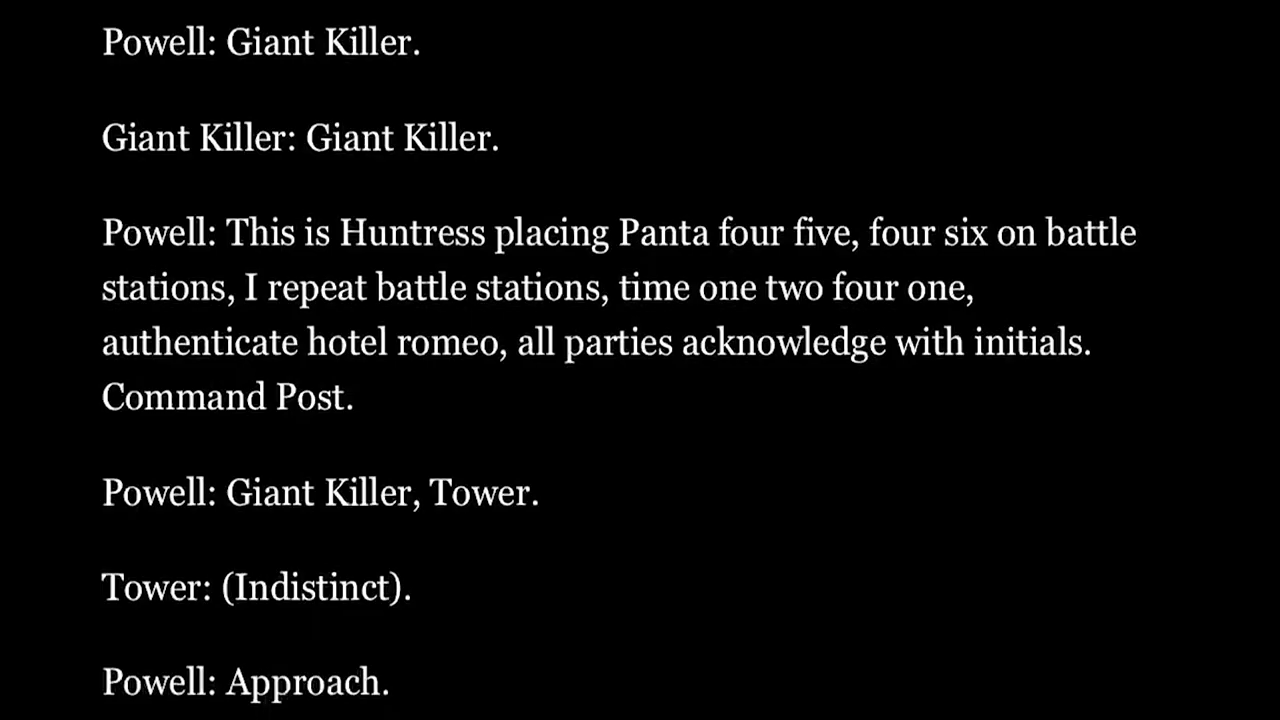 Powell: Giant Killer.
Giant Killer: Giant Killer.
Powell: This is Huntress placing Panta four five, four six on battle
stations, I repeat battle stations, time one two four one,
authenticate hotel romeo, all parties acknowledge with initials.
Command Post.
Powell: Giant Killer, Tower.
Tower: (Indistinct).
Powell: Approach.